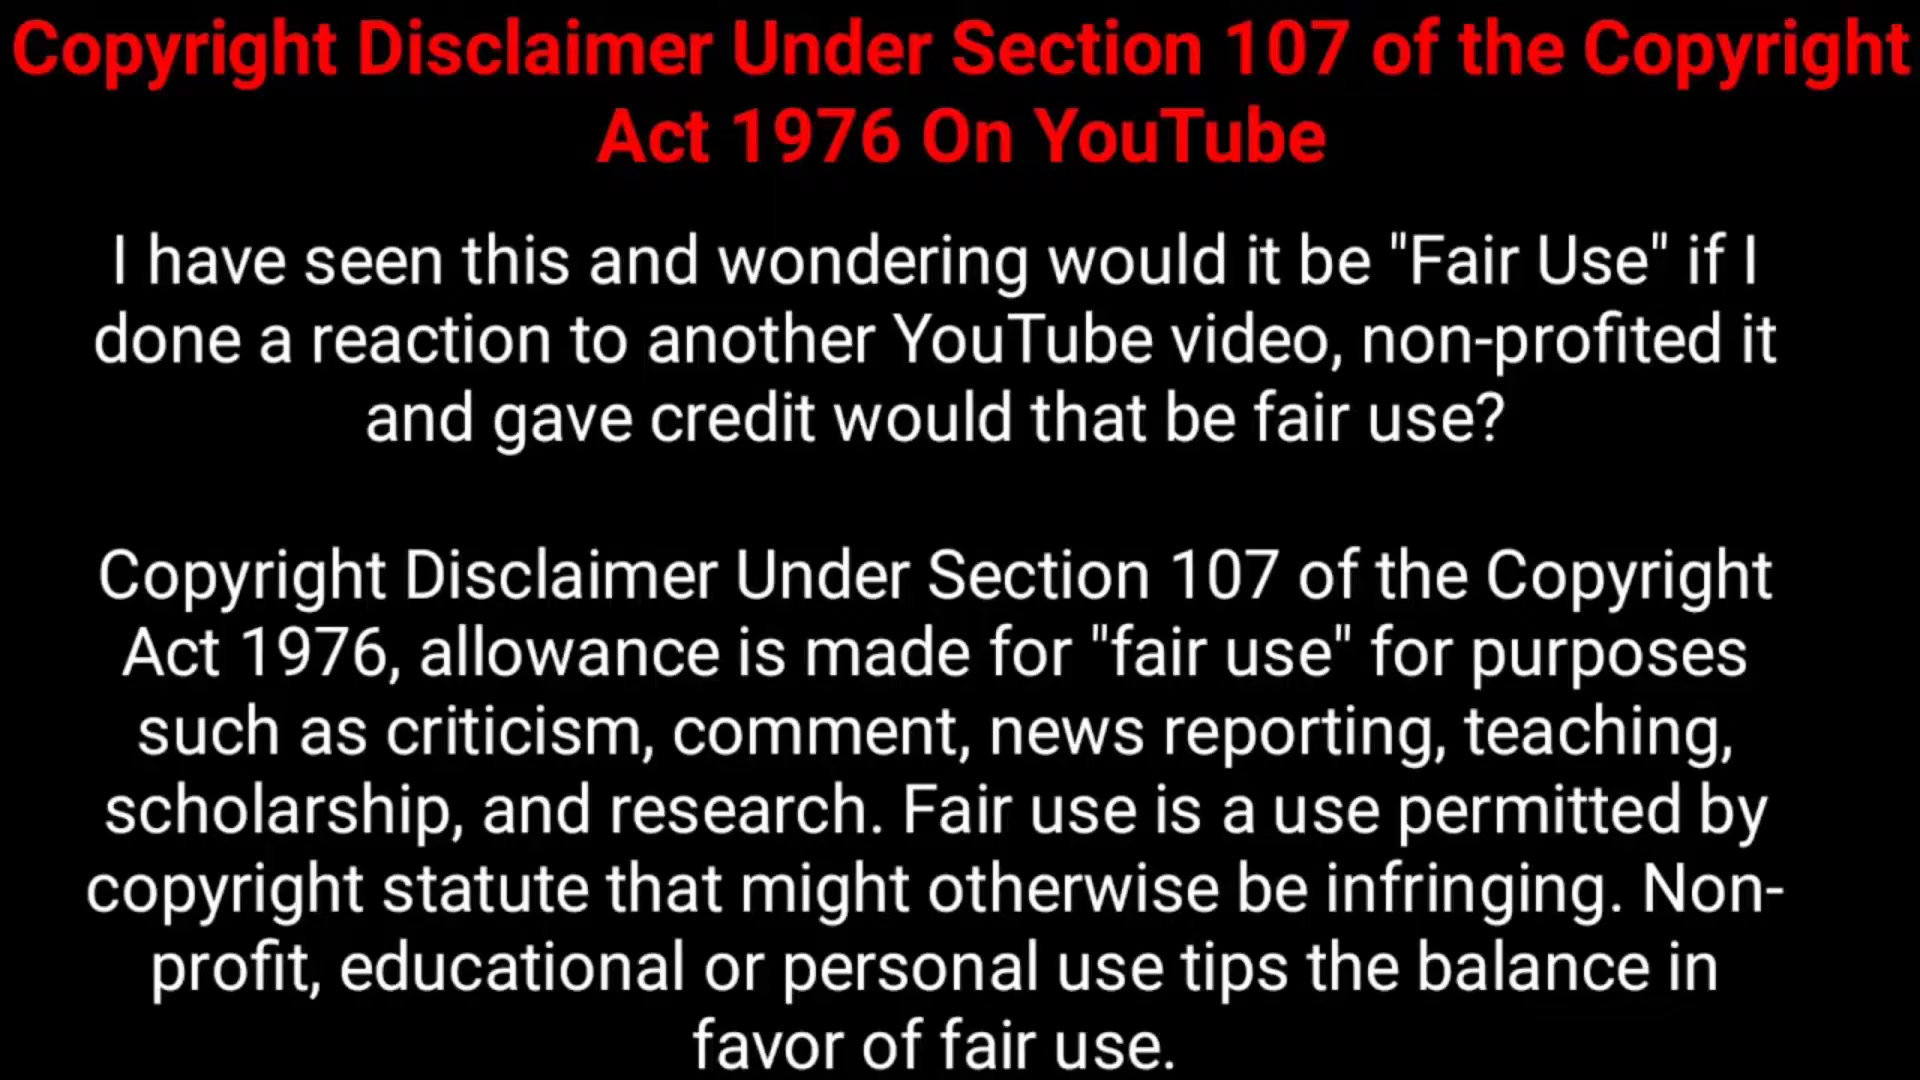 Copyright Disclaimer Under Section 107 of the Copyright
Act 1976 On YouTube
I have seen this and wondering would it be "Fair Use" if I
done a reaction to another YouTube video, non-profited it
and gave credit would that be fair use?
Copyright Disclaimer Under Section 107 of the Copyright
Act 1976, allowance is made for "fair use" for purposes
such as criticism, comment, news reporting, teaching,
scholarship, and research. Fair use is a use permitted by
copyright statute that might otherwise be infringing. Non-
profit, educational or personal use tips the balance in
favor of fair use.